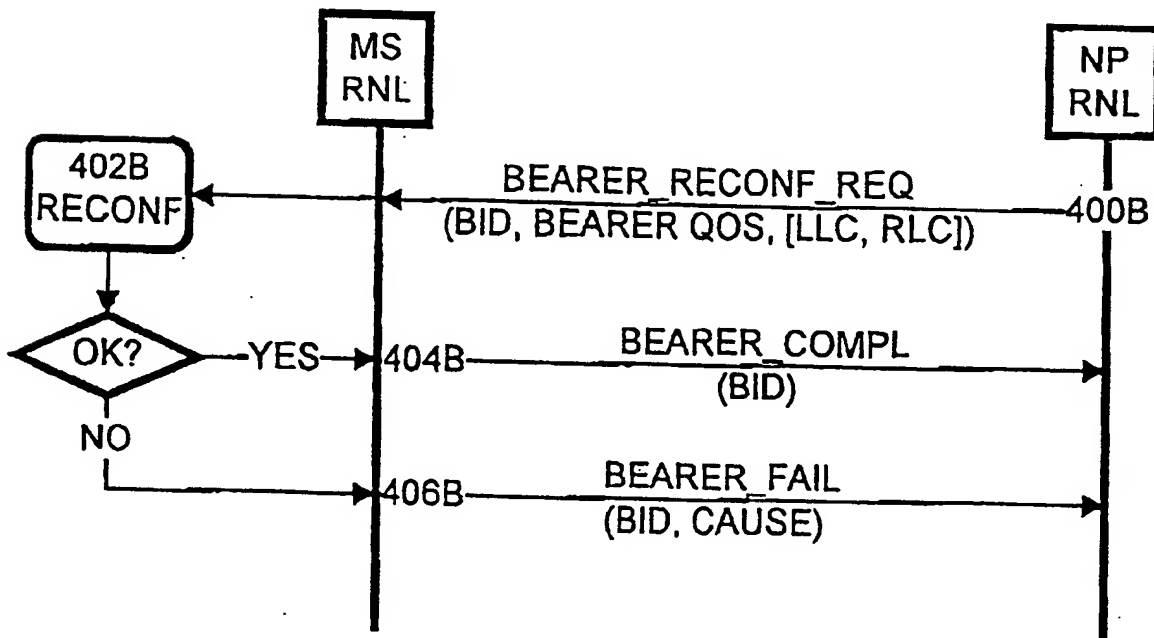 MS
RNL
NP
RNL
402B
RECONF
BEARER_RECONF_REQ
(BID, BEARER QOS, [LLC, RLC])
400B
OK?
YES
404B
BEARER_COMPL
(BID)
NO
406B
BEARER_FAIL
(BID, CAUSE)